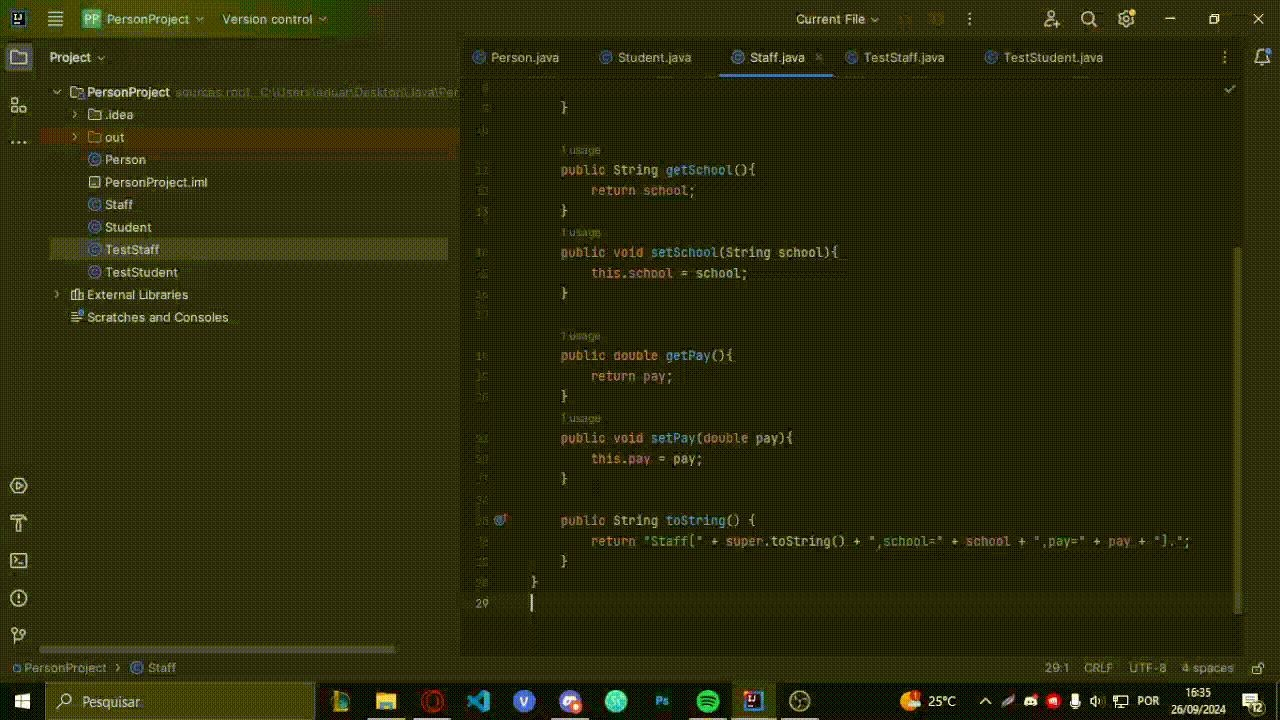 PP PersonProject
Version control
Current File
Project
Person.java
Student.java
Staff.java
TestStaff.java
TestStudent.java
PersonProject sources root
.idea
out
Person
PersonProject.iml
Staff
Student
TestStaff
TestStudent
External Libraries
Scratches and Consoles
}
1 usage
public String getSchool(){
return school;
}
1 usage
public void setSchool(String school){
this.school = school;
}
1 usage
public double getPay(){
return pay;
}
1 usage
public void setPay(double pay){
this.pay = pay;
}
public String toString() {
return "Staff[" + super.toString() + ",school=" + school + ",pay=" + pay + "].";
}
}
29
PersonProject > Staff
29:1 CRLF UTF-8 4 spaces
Pesquisar
Ps
25°C
POR
16:35
26/09/2024
12